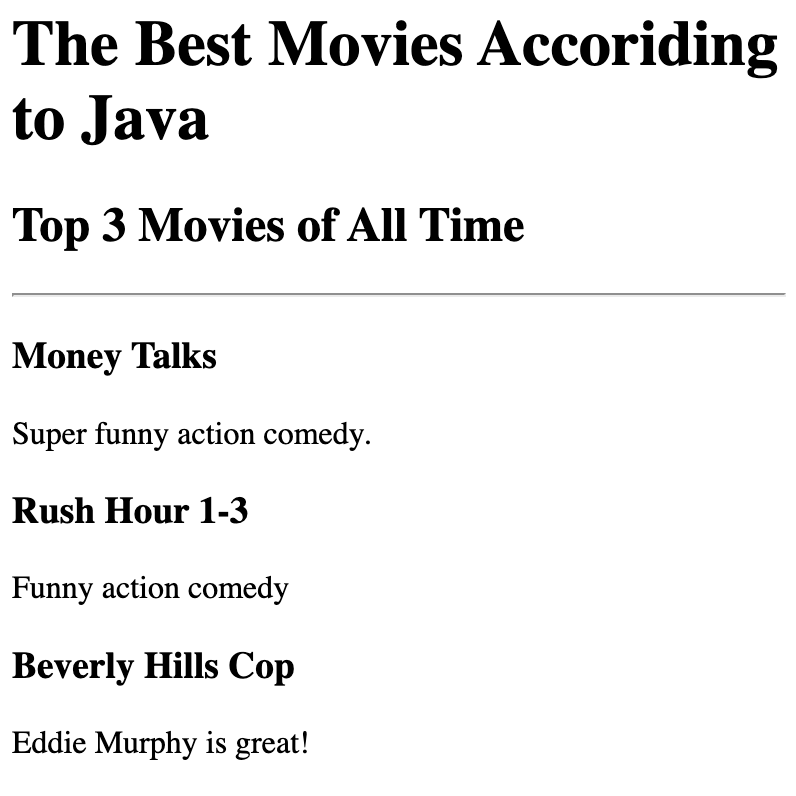 The Best Movies Accoriding
to Java
Top 3 Movies of All Time
Money Talks
Super funny action comedy.
Rush Hour 1-3
Funny action comedy
Beverly Hills Cop
Eddie Murphy is great!